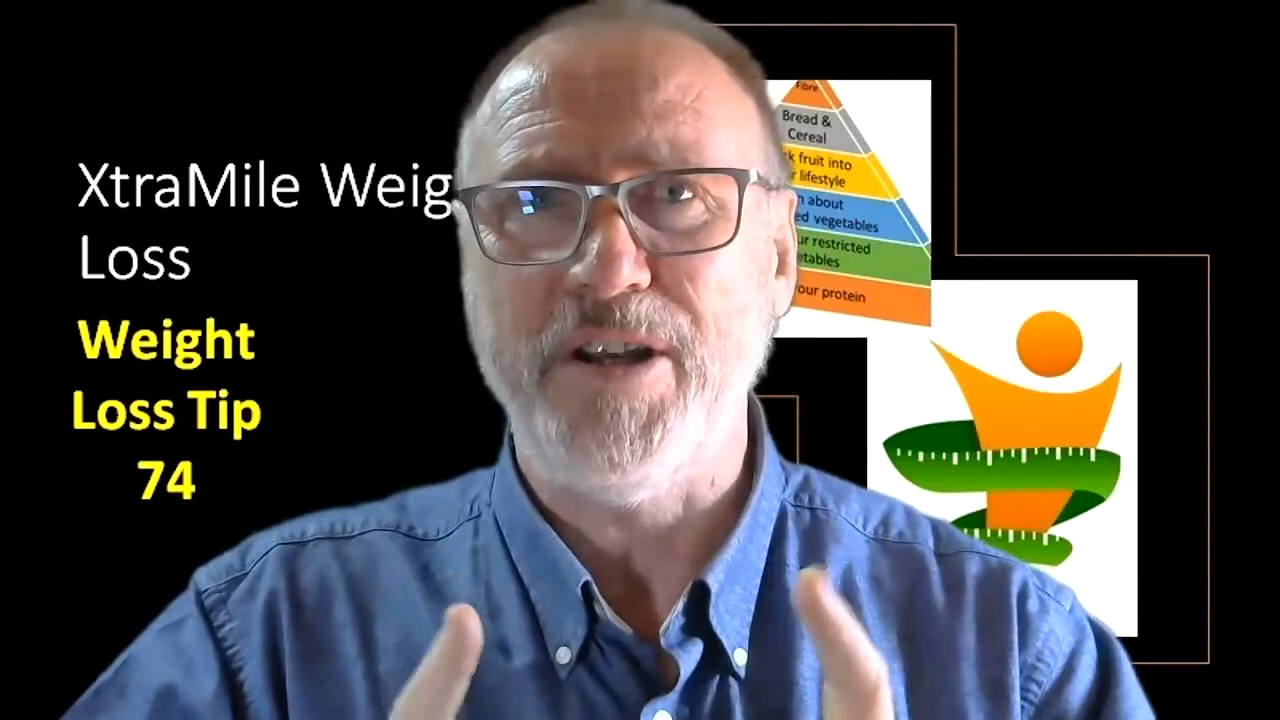 XtraMile Weig
Loss
Weight
Loss Tip
74
Fibre
Bread &
Cereal
fruit into
lifestyle
about
vegetables
restricted
protein